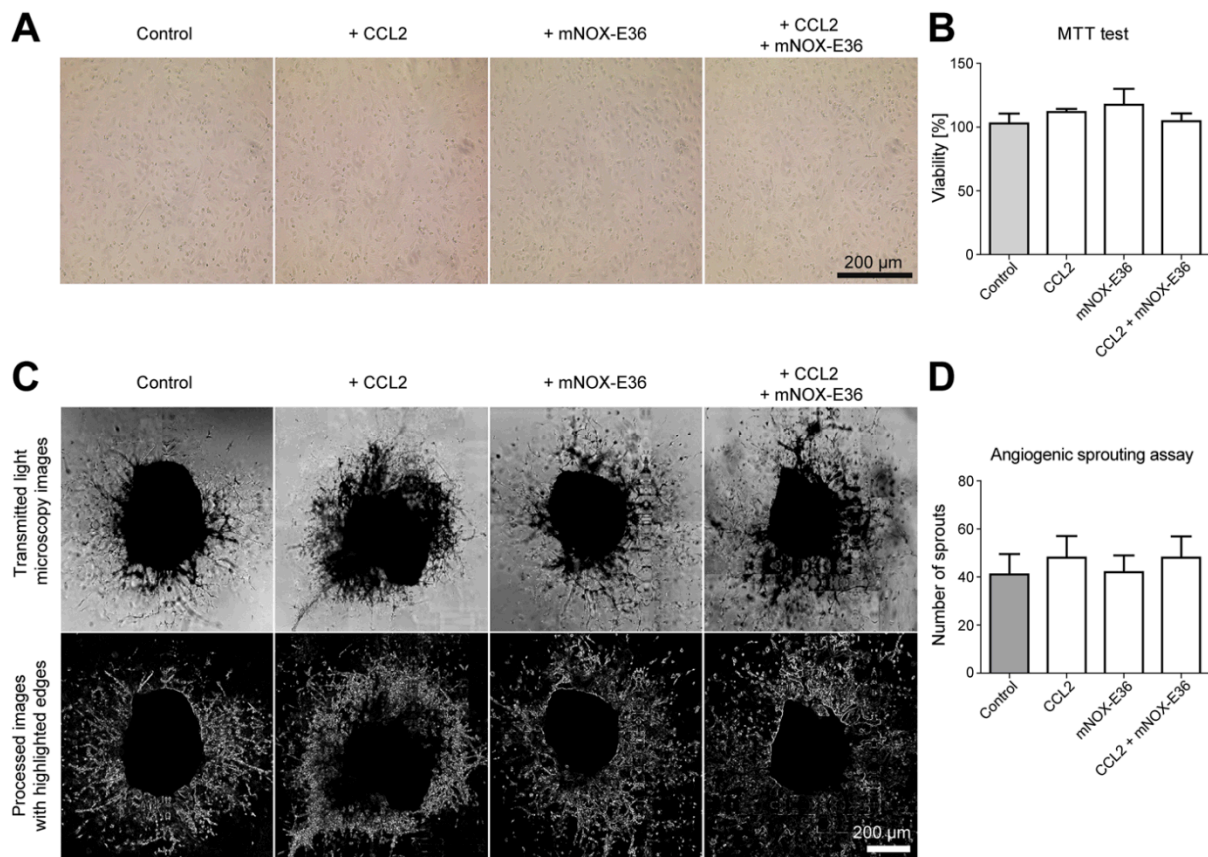 A
Control
+ CCL2
+ mNOX-E36
+ CCL2
+ mNOX-E36
200 µm
B
MTT test
Viability [%]
150
100
50
0
Control
CCL2
mNOX-E36
CCL2 + mNOX-E36
C
Control
+ CCL2
+ mNOX-E36
+ CCL2
+ mNOX-E36
Transmitted light
microscopy images
Processed images
with highlighted edges
200 µm
D
Angiogenic sprouting assay
Number of sprouts
80
60
40
20
0
Control
CCL2
mNOX-E36
CCL2 + mNOX-E36